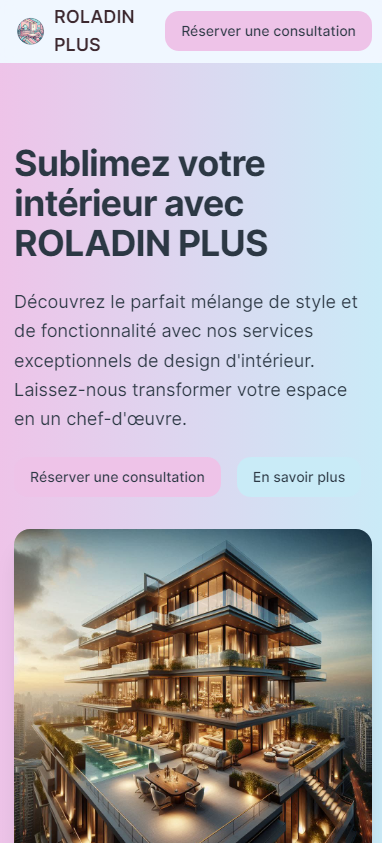 ROLADIN
PLUS
Réserver une consultation
Sublimez votre
intérieur avec
ROLADIN PLUS
Découvrez le parfait mélange de style et
de fonctionnalité avec nos services
exceptionnels de design d'intérieur.
Laissez-nous transformer votre espace
en un chef-d'œuvre.
Réserver une consultation
En savoir plus